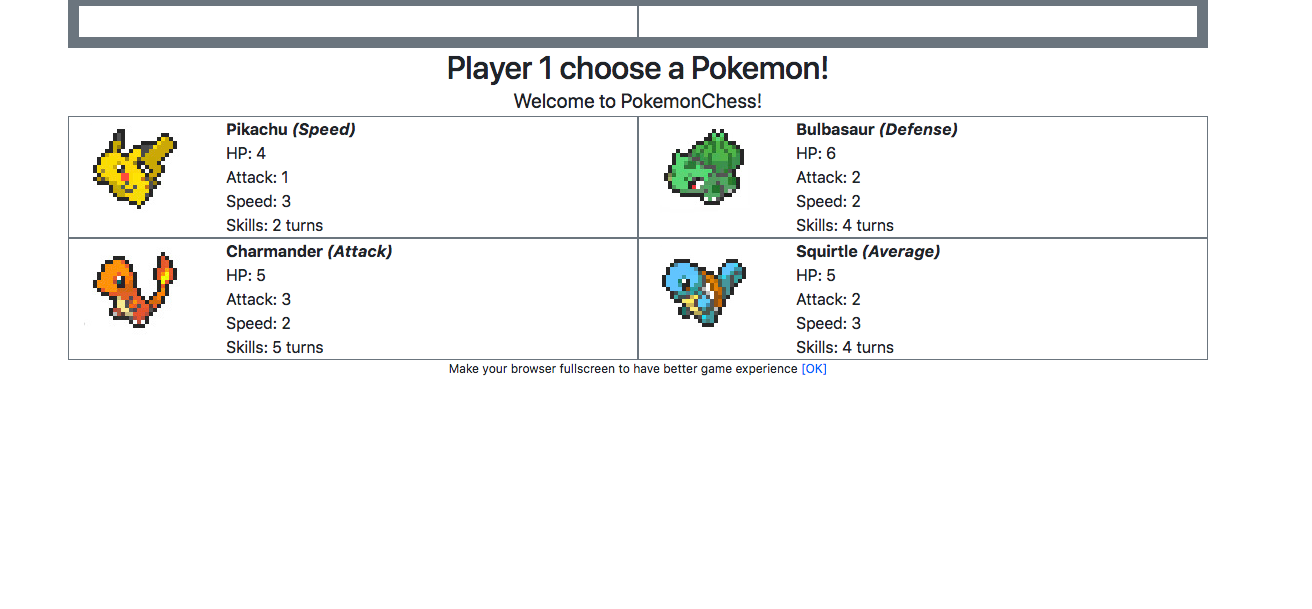 Player 1 choose a Pokemon!
Welcome to PokemonChess!
Pikachu (Speed)
HP: 4
Attack: 1
Speed: 3
Skills: 2 turns
Bulbasaur (Defense)
HP: 6
Attack: 2
Speed: 2
Skills: 4 turns
Charmander (Attack)
HP: 5
Attack: 3
Speed: 2
Skills: 5 turns
Squirtle (Average)
HP: 5
Attack: 2
Speed: 3
Skills: 4 turns
Make your browser fullscreen to have better game experience [OK]